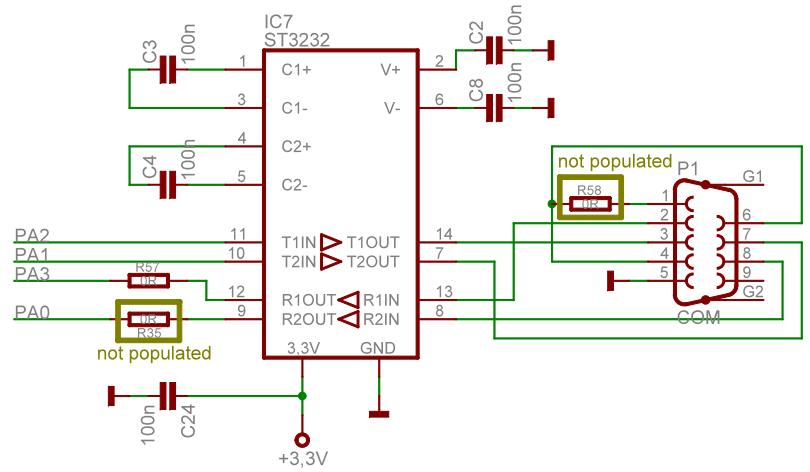 IC7
ST3232
C3
100n
C2
100n
1
C1+
V+
2
3
C1-
V-
6
C8
100n
4
C2+
C4
100n
5
C2-
not populated
P1
R58
0R
G1
1
2
6
3
7
4
8
5
9
G2
COM
PA2
11
T1IN
T1OUT
14
PA1
10
T2IN
T2OUT
7
PA3
R57
0R
12
R1OUT
R1IN
13
PA0
0R
R35
9
R2OUT
R2IN
8
not populated
3,3V
GND
100n
C24
+3,3V